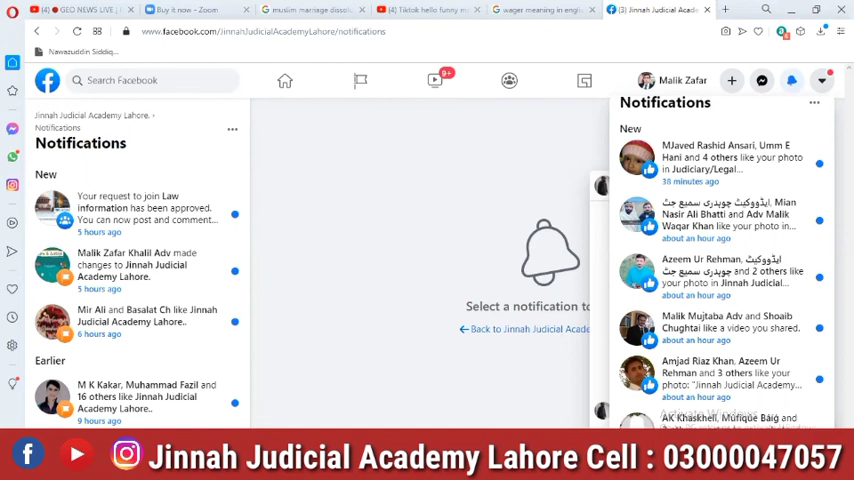 (4) 🔴 GEO NEWS LIVE |
Buy it now - Zoom
muslim marriage dissol
(4) Tiktok hello funny m
wager meaning in engli
(3) Jinnah Judicial Acade
www.facebook.com/JinnahJudicialAcademyLahore/notifications
Nawazuddin Siddiq...
Search Facebook
9+
Malik Zafar
Jinnah Judicial Academy Lahore. ›
Notifications
Notifications
New
Your request to join Law
information has been approved.
You can now post and comment...
5 hours ago
Malik Zafar Khalil Adv made
changes to Jinnah Judicial
Academy Lahore.
5 hours ago
Mir Ali and Basalat Ch like Jinnah
Judicial Academy Lahore..
6 hours ago
Earlier
M K Kakar, Muhammad Fazil and
16 others like Jinnah Judicial
Academy Lahore..
9 hours ago
Select a notification to
Back to Jinnah Judicial Acade
Notifications
New
MJaved Rashid Ansari, Umm E
Hani and 4 others like your photo
in Judiciary/Legal...
38 minutes ago
ایڈووکیٹ چوہدری سمیع جٹ, Mian
Nasir Ali Bhatti and Adv Malik
Waqar Khan like your photo in...
about an hour ago
Azeem Ur Rehman, ایڈووکیٹ
چوہدری سمیع جٹ and 2 others like
your photo in Jinnah Judicial...
about an hour ago
Malik Mujtaba Adv and Shoaib
Chughtai like a video you shared.
about an hour ago
Amjad Riaz Khan, Azeem Ur
Rehman and 3 others like your
photo: "Jinnah Judicial Academy...
about an hour ago
Activate Windows
AK Khaskheli, Mufique Baig and
Jinnah Judicial Academy Lahore Cell : 03000047057